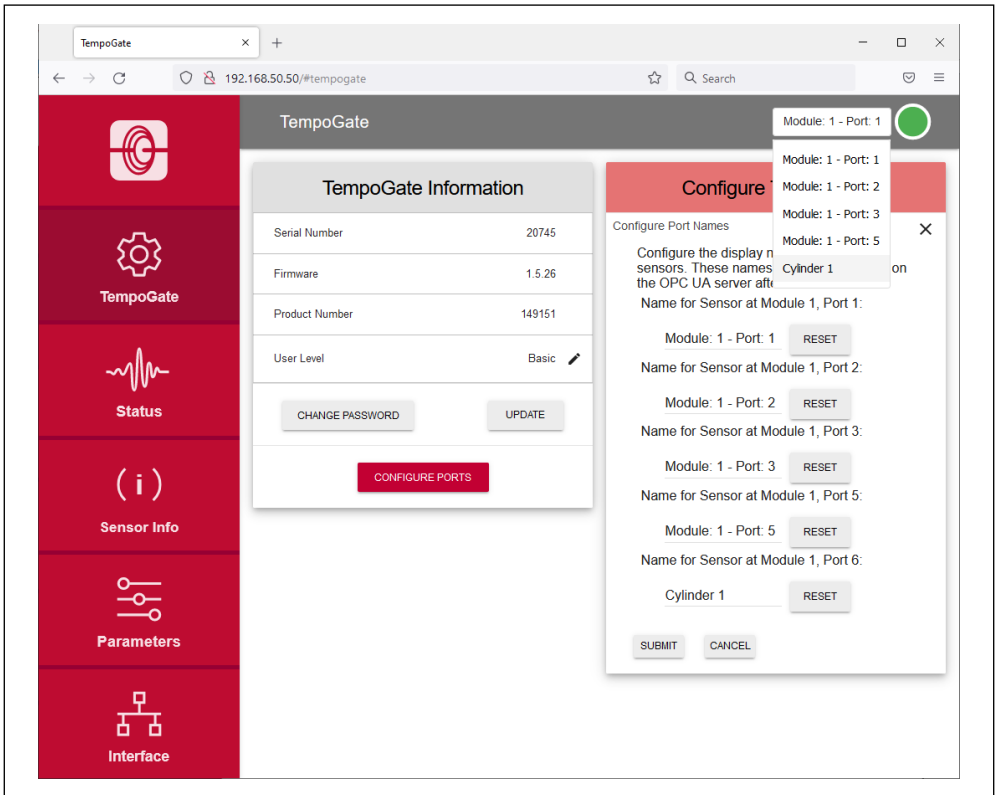 TempoGate
192.168.50.50/#tempogate
Search
TempoGate
Module: 1 - Port: 1
Module: 1 - Port: 1
Module: 1 - Port: 2
Module: 1 - Port: 3
Module: 1 - Port: 5
Cylinder 1
TempoGate
Status
( i )
Sensor Info
Parameters
Interface
TempoGate Information
Serial Number 20745
Firmware 1.5.26
Product Number 149151
User Level Basic
CHANGE PASSWORD UPDATE
CONFIGURE PORTS
Configure
Configure Port Names
Configure the display
sensors. These names on
the OPC UA server
Name for Sensor at Module 1, Port 1:
Module: 1 - Port: 1 RESET
Name for Sensor at Module 1, Port 2:
Module: 1 - Port: 2 RESET
Name for Sensor at Module 1, Port 3:
Module: 1 - Port: 3 RESET
Name for Sensor at Module 1, Port 5:
Module: 1 - Port: 5 RESET
Name for Sensor at Module 1, Port 6:
Cylinder 1 RESET
SUBMIT CANCEL